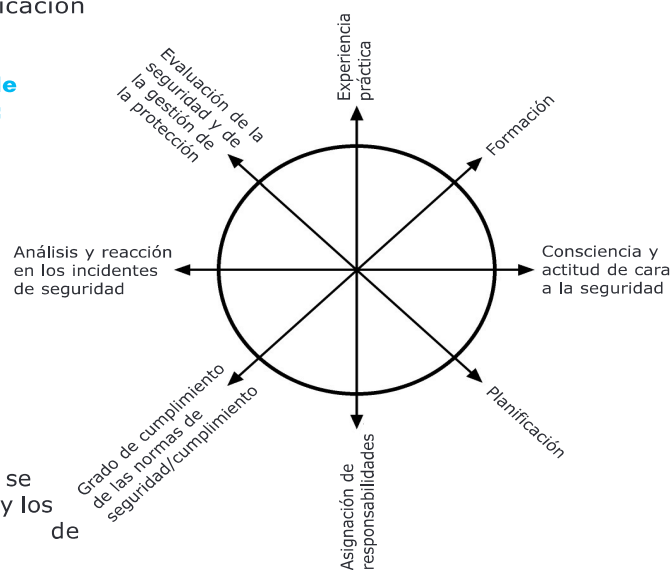 icación
le
:
Experiencia
práctica
Evaluación de la
seguridad y de
la gestión de
la protección
Formación
Análisis y reacción
en los incidentes
de seguridad
Consciencia y
actitud de cara
a la seguridad
Grado de cumplimiento
de las normas de
seguridad/cumplimiento
Planificación
Asignación de
responsabilidades
se
y los
de